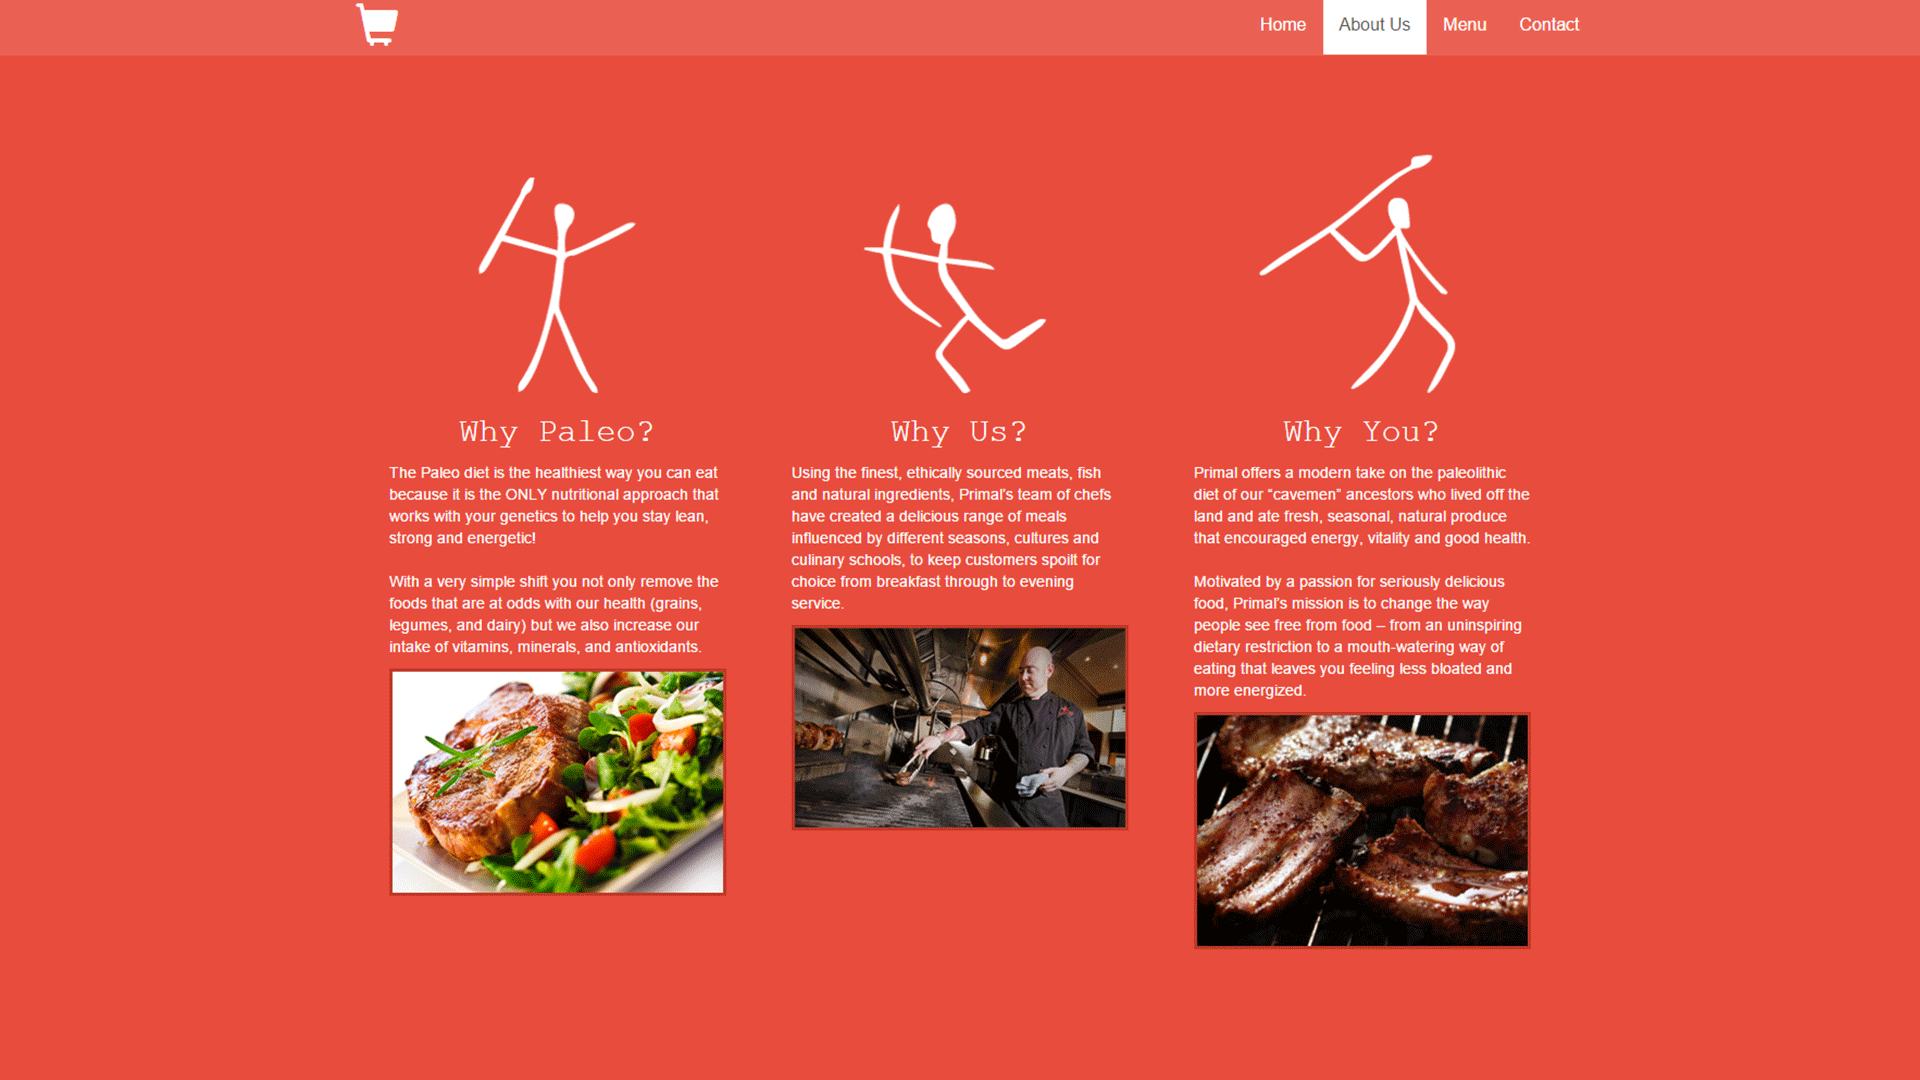 Home
About Us
Menu
Contact
Why Paleo?
The Paleo diet is the healthiest way you can eat
because it is the ONLY nutritional approach that
works with your genetics to help you stay lean,
strong and energetic!
With a very simple shift you not only remove the
foods that are at odds with our health (grains,
legumes, and dairy) but we also increase our
intake of vitamins, minerals, and antioxidants.
Why Us?
Using the finest, ethically sourced meats, fish
and natural ingredients, Primal's team of chefs
have created a delicious range of meals
influenced by different seasons, cultures and
culinary schools, to keep customers spoilt for
choice from breakfast through to evening
service.
Why You?
Primal offers a modern take on the paleolithic
diet of our “cavemen” ancestors who lived off the
land and ate fresh, seasonal, natural produce
that encouraged energy, vitality and good health.
Motivated by a passion for seriously delicious
food, Primal's mission is to change the way
people see free from food – from an uninspiring
dietary restriction to a mouth-watering way of
eating that leaves you feeling less bloated and
more energized.